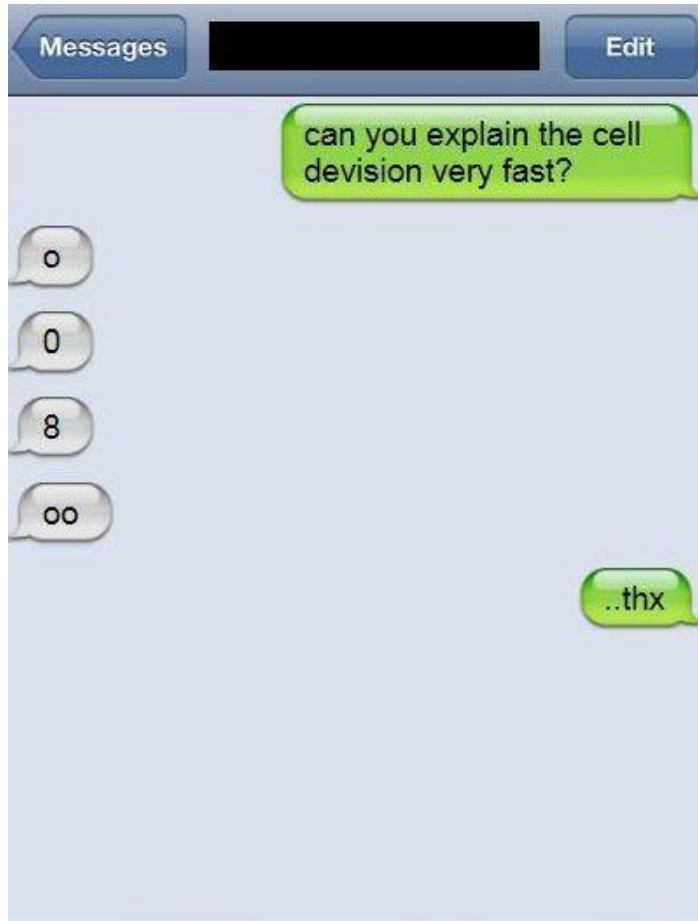 Messages
Edit
can you explain the cell
devision very fast?
o
0
8
oo
..thx